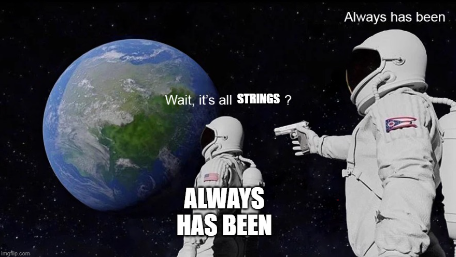 Always has been
Wait, it's all STRINGS ?
ALWAYS
HAS BEEN
imgflip.com